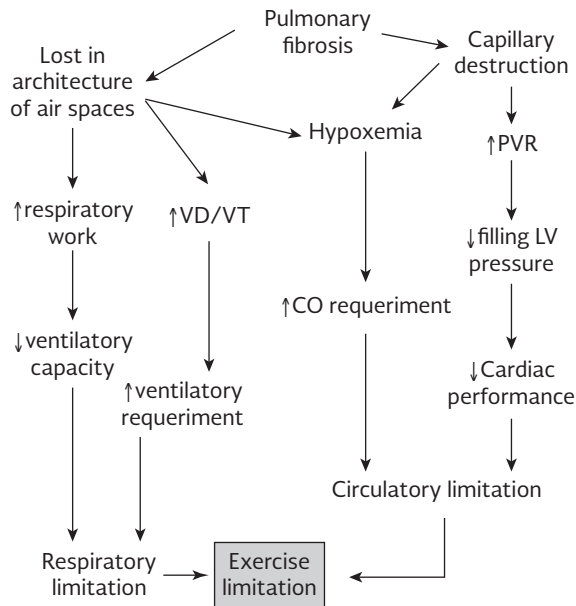 Pulmonary
fibrosis
Lost in
architecture
of air spaces
Capillary
destruction
Hypoxemia
↑PVR
↑respiratory
work
↑VD/VT
↓filling LV
pressure
↑CO requeriment
↓ventilatory
capacity
↑ventilatory
requeriment
↓Cardiac
performance
Circulatory limitation
Respiratory
limitation
Exercise
limitation